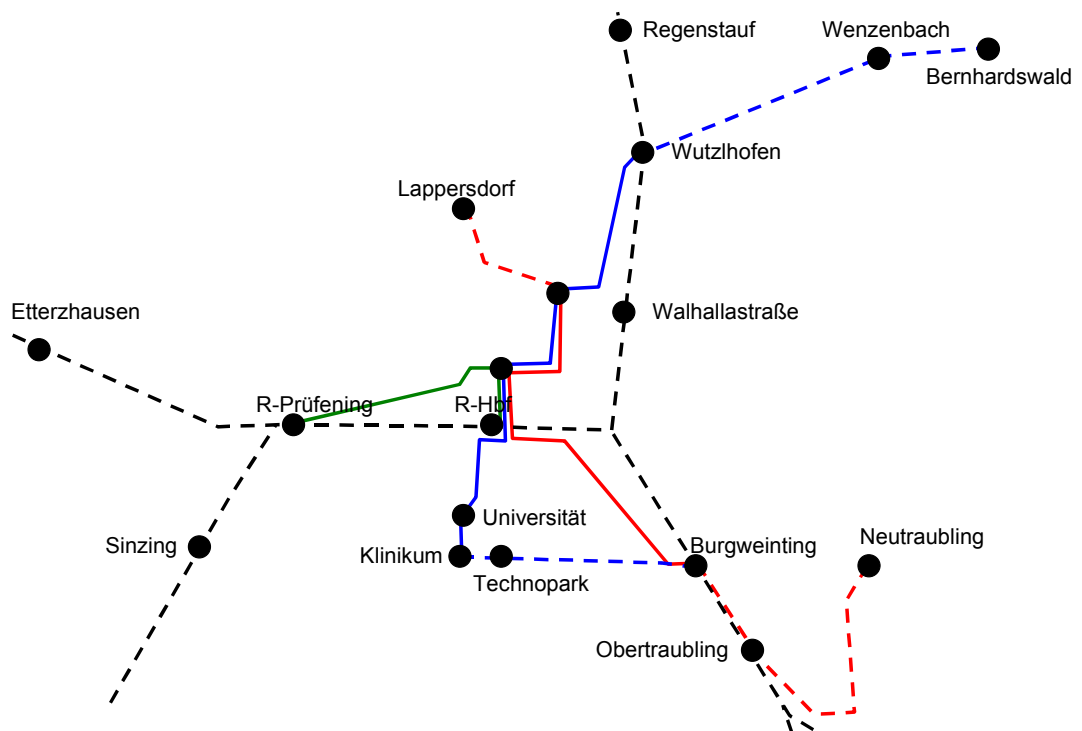 Regenstauf
Wenzenbach
Bernhardswald
Wutzlhofen
Lappersdorf
Etterzhausen
Walhallastraße
R-Prüfening
R-Hbf
Universität
Sinzing
Klinikum
Technopark
Burgweinting
Neutraubling
Obertraubling